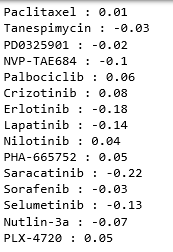 Paclitaxel : 0.01
Tanespimycin : -0.03
PD0325901 : -0.02
NVP-TAE684 : -0.1
Palbociclib : 0.06
Crizotinib : 0.08
Erlotinib : -0.18
Lapatinib : -0.14
Nilotinib : 0.04
PHA-665752 : 0.05
Saracatinib : -0.22
Sorafenib : -0.03
Selumetinib : -0.13
Nutlin-3a : -0.07
PLX-4720 : 0.05